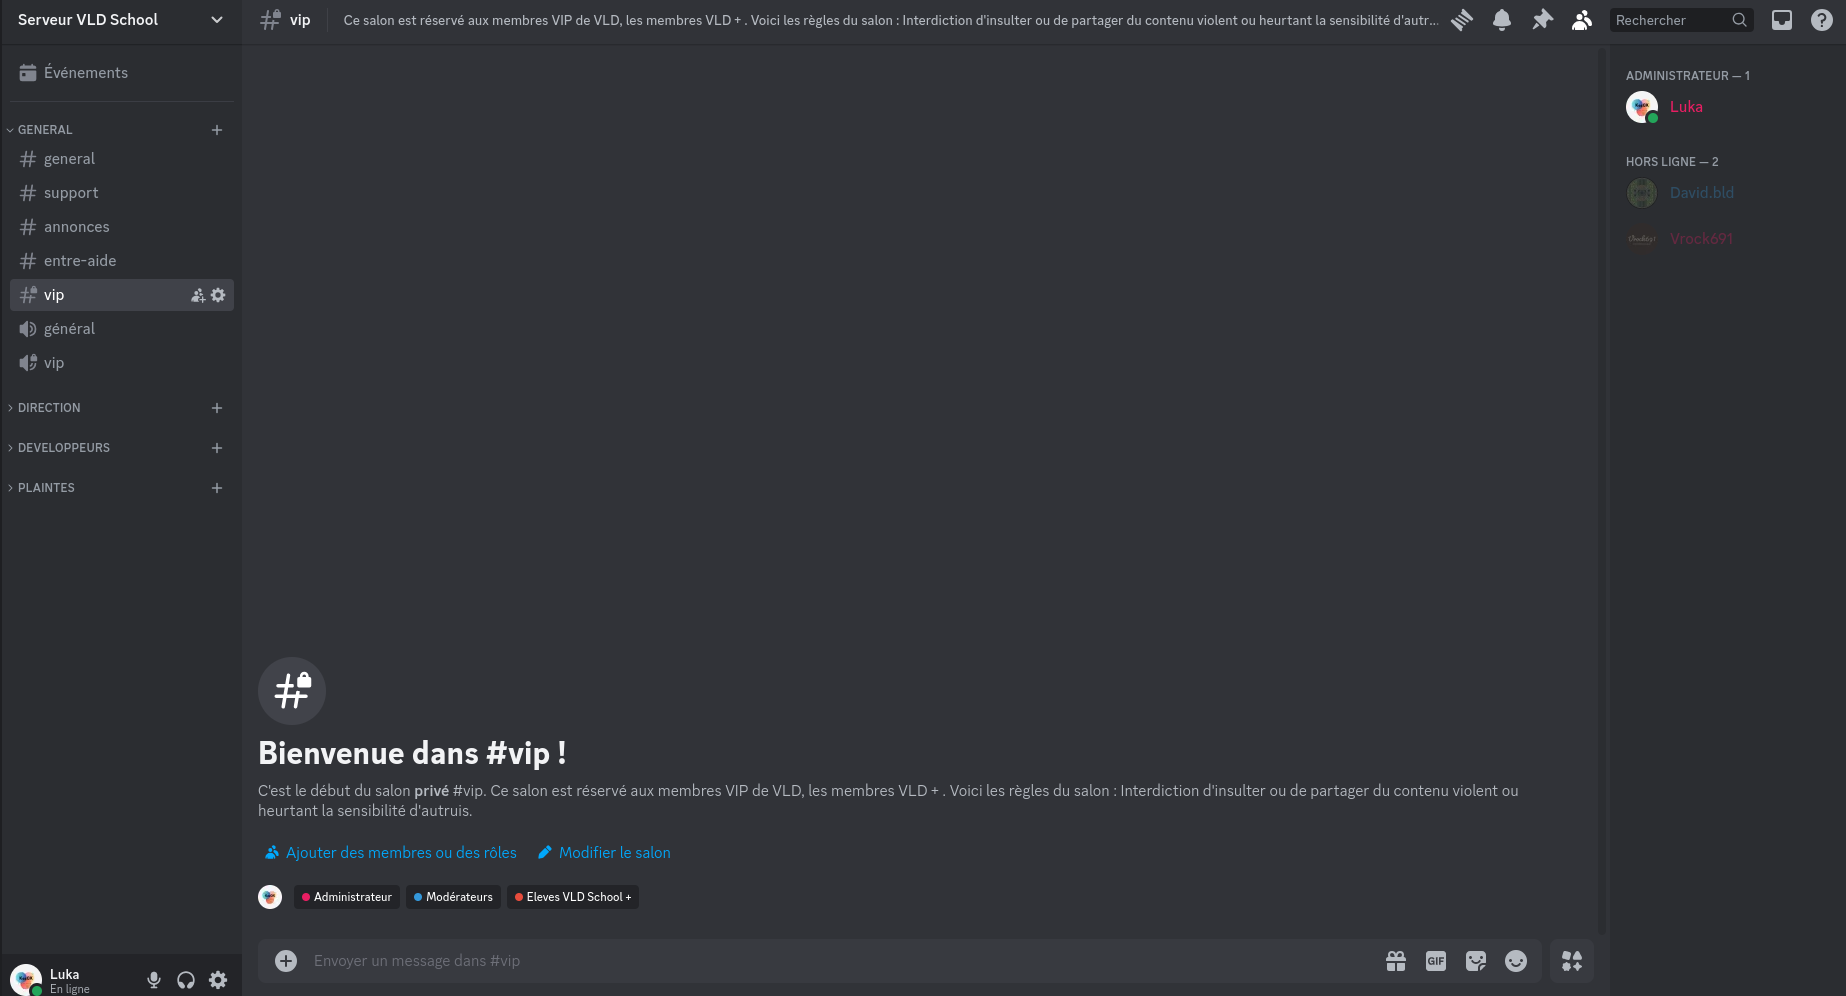 Serveur VLD School
Événements
GENERAL
general
support
annonces
entre-aide
vip
général
vip
DIRECTION
DEVELOPPEURS
PLAINTES
Luka
En ligne
vip
Ce salon est réservé aux membres VIP de VLD, les membres VLD + . Voici les règles du salon : Interdiction d'insulter ou de partager du contenu violent ou heurtant la sensibilité d'autr...
Rechercher
Bienvenue dans #vip !
C'est le début du salon privé #vip. Ce salon est réservé aux membres VIP de VLD, les membres VLD + . Voici les règles du salon : Interdiction d'insulter ou de partager du contenu violent ou
heurtant la sensibilité d'autruis.
Ajouter des membres ou des rôles
Modifier le salon
Administrateur
Modérateurs
Eleves VLD School +
Envoyer un message dans #vip
GIF
ADMINISTRATEUR — 1
Luka
HORS LIGNE — 2
David.bld
Vrock691